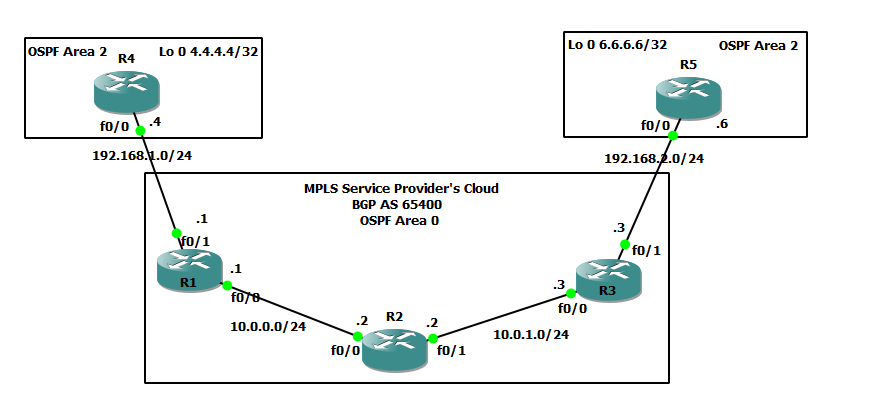 OSPF Area 2
Lo 0 4.4.4.4/32
R4
f0/0
.4
192.168.1.0/24
Lo 0 6.6.6.6/32
OSPF Area 2
R5
f0/0
.6
192.168.2.0/24
MPLS Service Provider's Cloud
BGP AS 65400
OSPF Area 0
.1
f0/1
R1
.1
f0/0
10.0.0.0/24
.2
f0/0
R2
.2
f0/1
10.0.1.0/24
.3
f0/1
.3
f0/0
R3